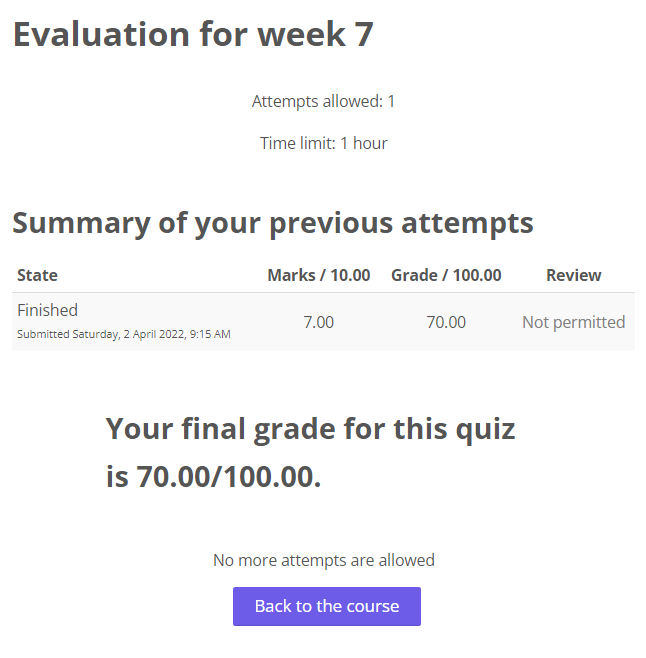 Evaluation for week 7
Attempts allowed: 1
Time limit: 1 hour
Summary of your previous attempts
State Marks / 10.00 Grade / 100.00 Review
Finished
Submitted Saturday, 2 April 2022, 9:15 AM
7.00 70.00 Not permitted
Your final grade for this quiz
is 70.00/100.00.
No more attempts are allowed
Back to the course